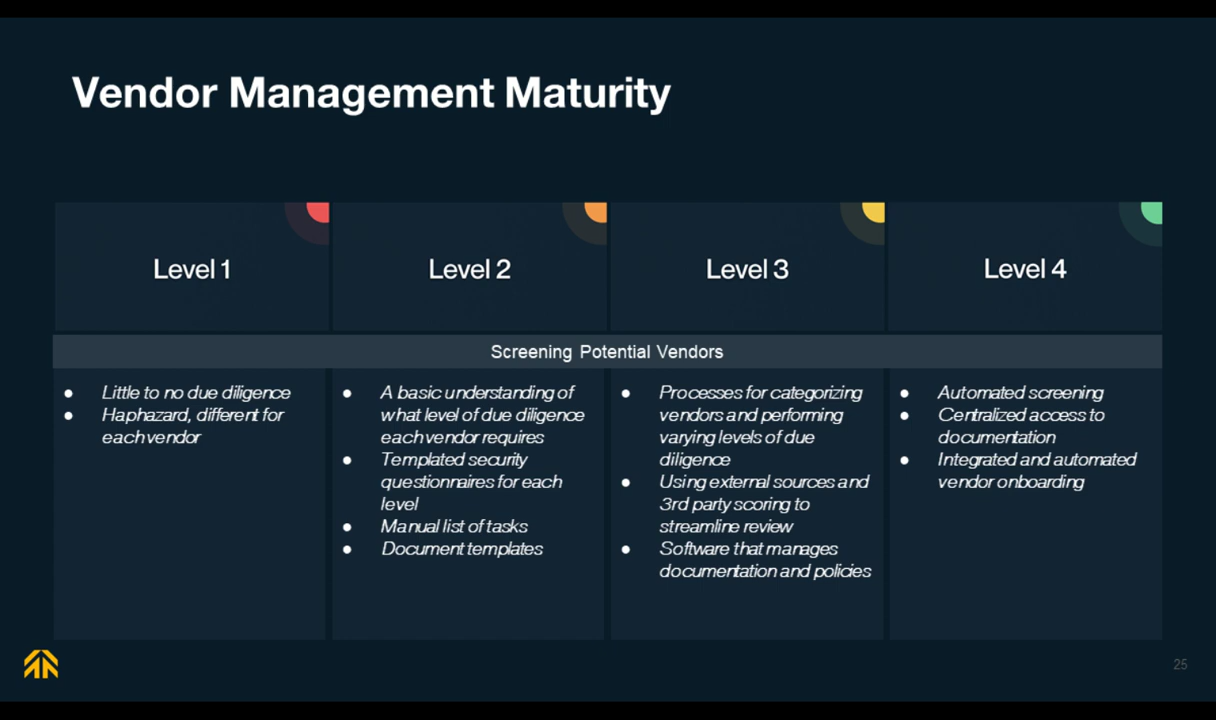 Vendor Management Maturity
Level 1
Level 2
Level 3
Level 4
Screening Potential Vendors
● Little to no due diligence
● Haphazard, different for
each vendor
● A basic understanding of
what level of due diligence
each vendor requires
● Templated security
questionnaires for each
level
● Manual list of tasks
● Document templates
● Processes for categorizing
vendors and performing
varying levels of due
diligence
● Using external sources and
3rd party scoring to
streamline review
● Software that manages
documentation and policies
● Automated screening
● Centralized access to
documentation
● Integrated and automated
vendor onboarding
25